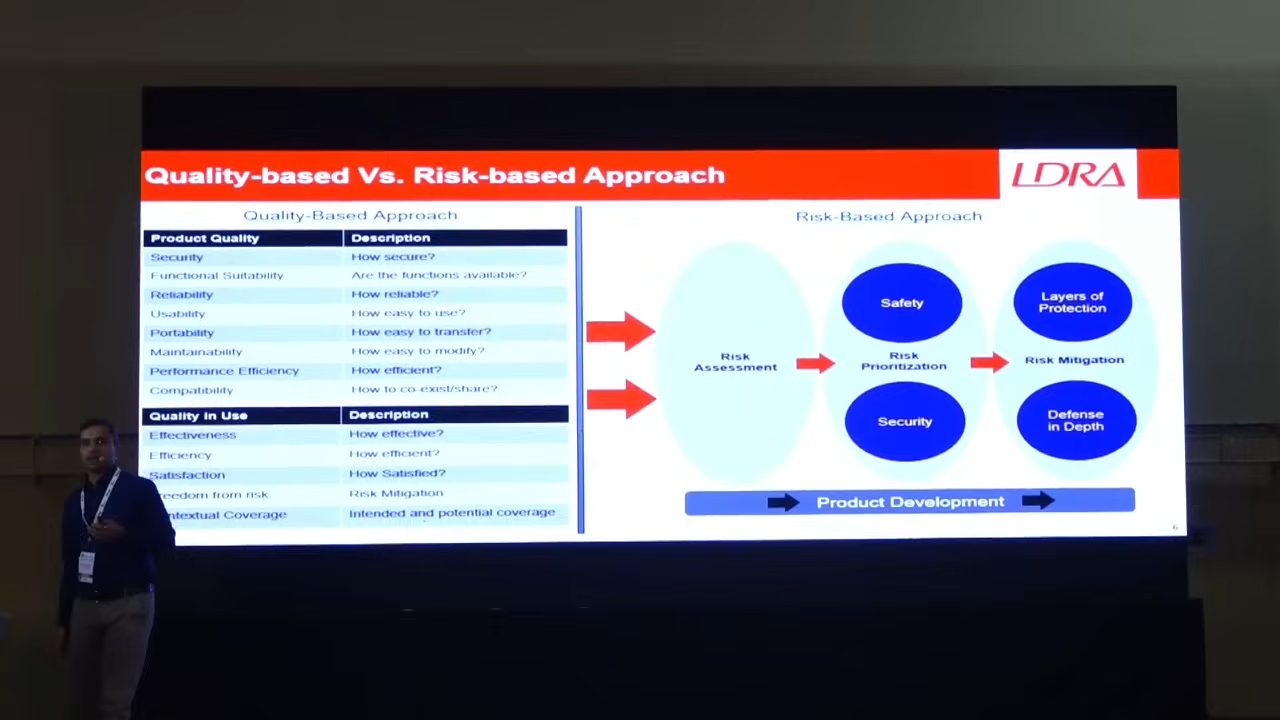 Quality-based Vs. Risk-based Approach
LDRA
Quality-Based Approach
Product Quality Description
Security How secure?
Functional Suitability Are the functions available?
Reliability How reliable?
Usability How easy to use?
Portability How easy to transfer?
Maintainability How easy to modify?
Performance Efficiency How efficient?
Compatibility How to co-exist/share?
Quality in Use Description
Effectiveness How effective?
Efficiency How efficient?
Satisfaction How Satisfied?
reedom from risk Risk Mitigation
ntextual Coverage Intended and potential coverage
Risk-Based Approach
Risk
Assessment
Safety
Risk
Prioritization
Security
Layers of
Protection
Risk Mitigation
Defense
in Depth
Product Development
6